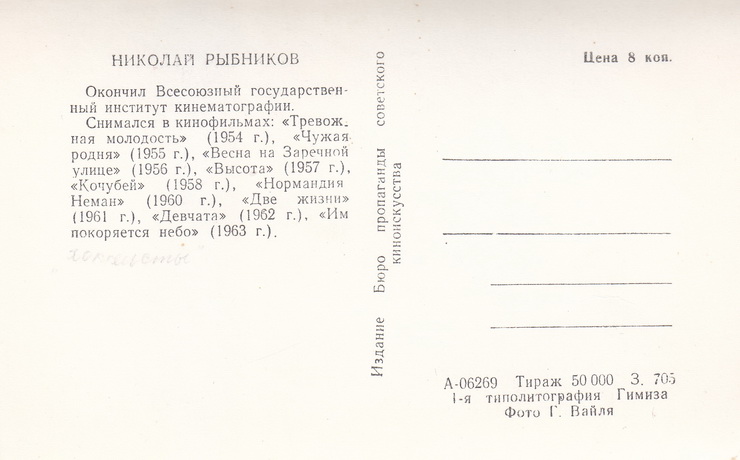 НИКОЛАЙ РЫБНИКОВ
Окончил Всесоюзный государствен-
ный институт кинематографии.
Снимался в кинофильмах: «Тревож-
ная молодость» (1954 г.), «Чужая
родня» (1955 г.), «Весна на Заречной
улице» (1956 г.), «Высота» (1957 г.),
«Кочубей» (1958 г.), «Нормандия
Неман» (1960 г.), «Две жизни»
(1961 г.), «Девчата» (1962 г.), «Им
покоряется небо» (1963 г.).
Издание Бюро пропаганды советского
киноискусства
Цена 8 коп.
А-06269 Тираж 50 000 З. 705
1-я типолитография Гимиза
Фото Г. Вайля